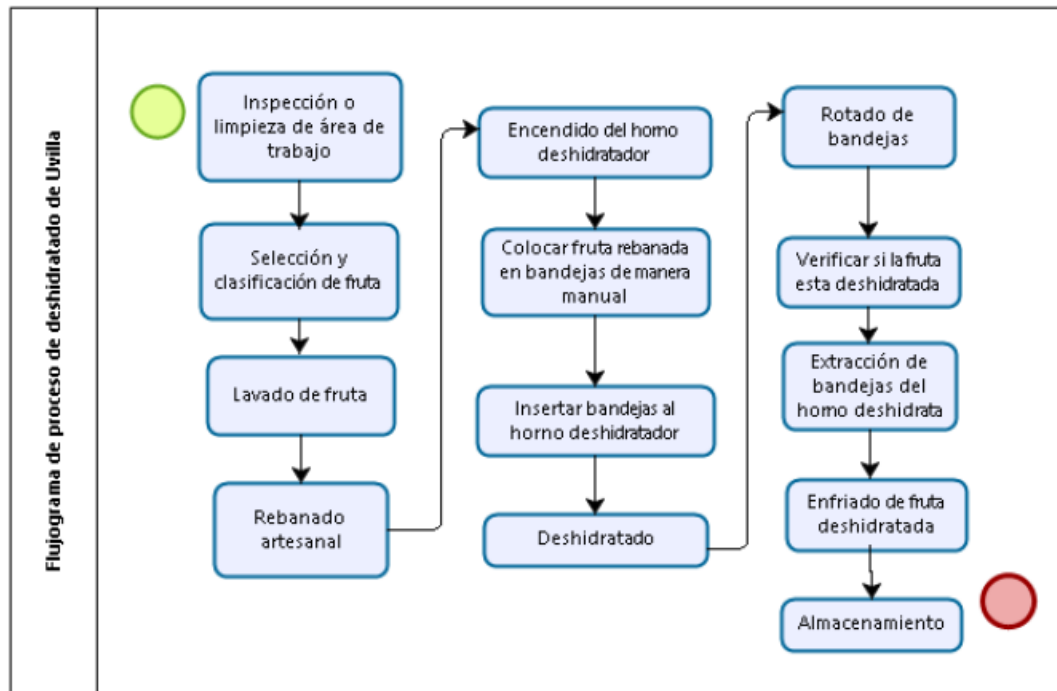 Flujograma de proceso de deshidratado de Uvilla
Inspección o
limpieza de área de
trabajo
Selección y
clasificación de fruta
Lavado de fruta
Rebanado
artesanal
Encendido del horno
deshidratador
Colocar fruta rebanada
en bandejas de manera
manual
Insertar bandejas al
horno deshidratador
Deshidratado
Rotado de
bandejas
Verificar si la fruta
esta deshidratada
Extracción de
bandejas del
horno deshidrata
Enfriado de fruta
deshidratada
Almacenamiento